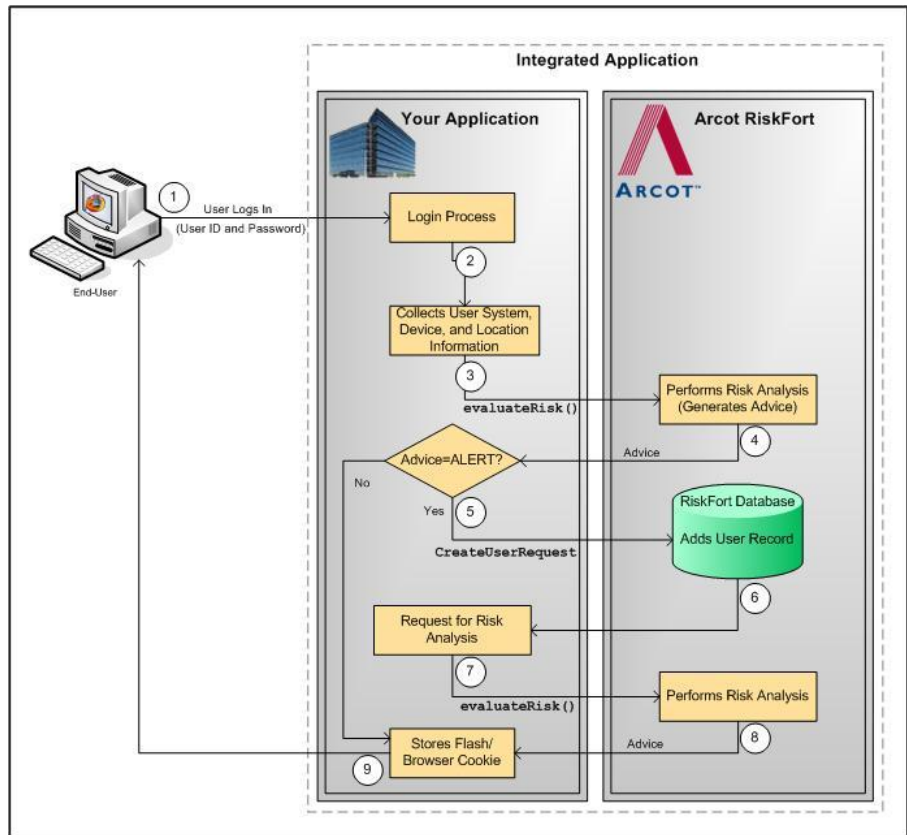 Integrated Application
Your Application
Arcot RiskFort
ARCOT™
1
User Logs In
(User ID and Password)
End-User
Login Process
2
Collects User System,
Device, and Location
Information
3
evaluateRisk()
Performs Risk Analysis
(Generates Advice)
4
Advice
Advice=ALERT?
No
Yes
5
CreateUserRequest
RiskFort Database
Adds User Record
6
Request for Risk
Analysis
7
evaluateRisk()
Performs Risk Analysis
8
Advice
Stores Flash/
Browser Cookie
9